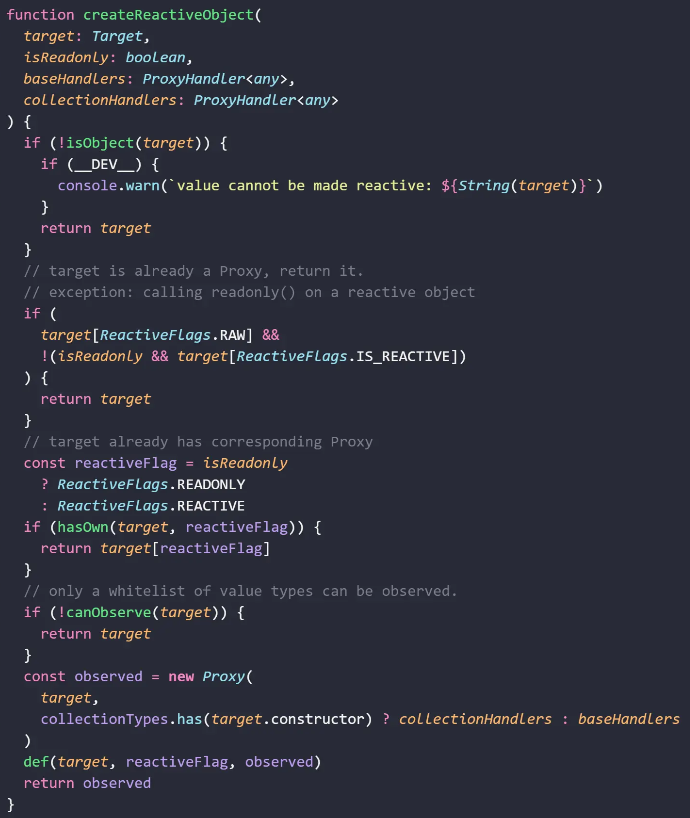 function createReactiveObject(
  target: Target,
  isReadonly: boolean,
  baseHandlers: ProxyHandler<any>,
  collectionHandlers: ProxyHandler<any>
) {
  if (!isObject(target)) {
    if (__DEV__) {
      console.warn(`value cannot be made reactive: ${String(target)}`)
    }
    return target
  }
  // target is already a Proxy, return it.
  // exception: calling readonly() on a reactive object
  if (
    target[ReactiveFlags.RAW] &&
    !(isReadonly && target[ReactiveFlags.IS_REACTIVE])
  ) {
    return target
  }
  // target already has corresponding Proxy
  const reactiveFlag = isReadonly
    ? ReactiveFlags.READONLY
    : ReactiveFlags.REACTIVE
  if (hasOwn(target, reactiveFlag)) {
    return target[reactiveFlag]
  }
  // only a whitelist of value types can be observed.
  if (!canObserve(target)) {
    return target
  }
  const observed = new Proxy(
    target,
    collectionTypes.has(target.constructor) ? collectionHandlers : baseHandlers
  )
  def(target, reactiveFlag, observed)
  return observed
}